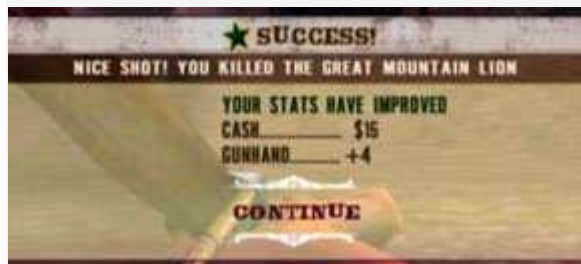 SUCCESS!
NICE SHOT! YOU KILLED THE GREAT MOUNTAIN LION
YOUR STATS HAVE IMPROVED
CASH............ $15
GUNHAND........ +4
CONTINUE